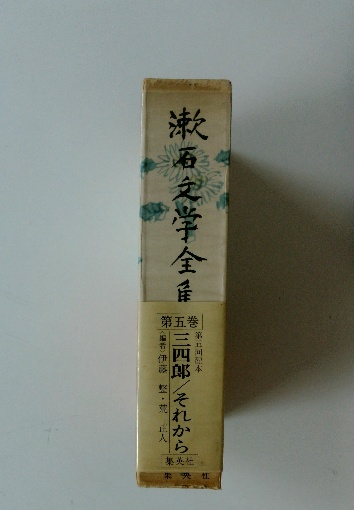 漱石文学全集
第五巻
第五回配本
三四郎/それから
〈編者〉伊藤 整・荒 正人
集英社
集英社